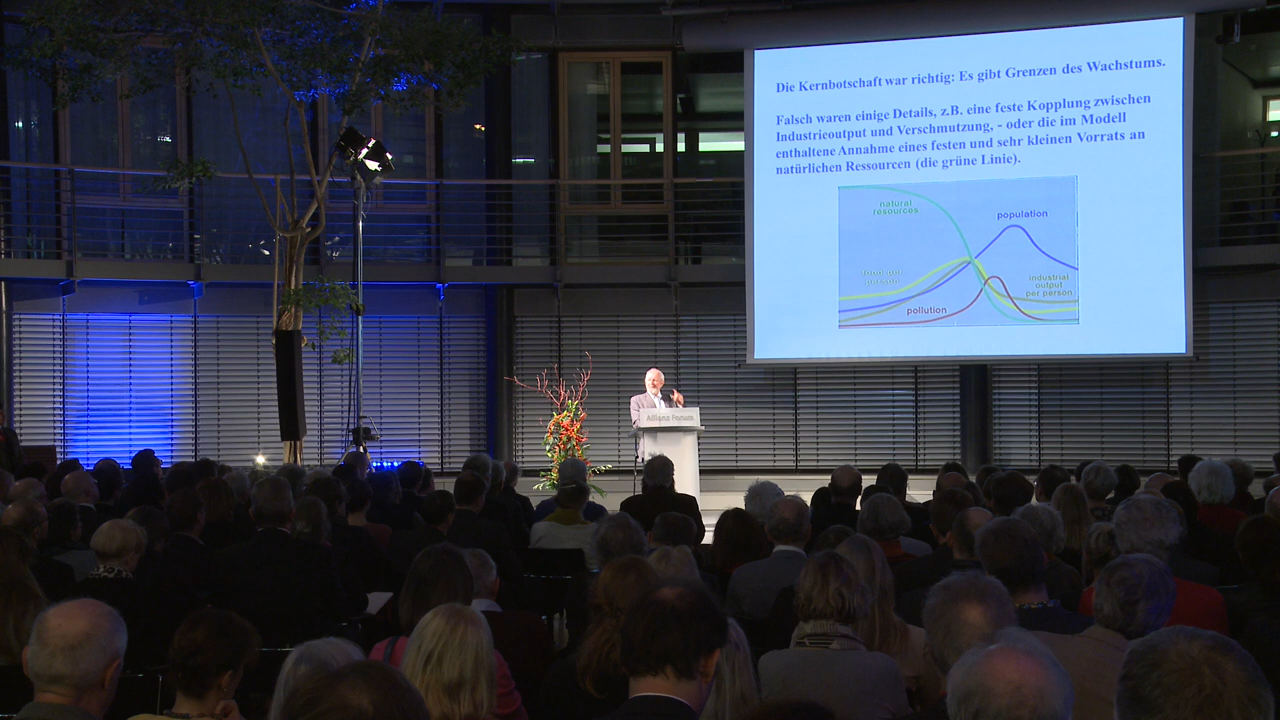 Die Kernbotschaft war richtig: Es gibt Grenzen des Wachstums.
Falsch waren einige Details, z.B. eine feste Kopplung zwischen
Industrieoutput und Verschmutzung, - oder die im Modell
enthaltene Annahme eines festen und sehr kleinen Vorrats an
natürlichen Ressourcen (die grüne Linie).
natural
resources
population
industrial
output
per person
pollution
Allianz Forum